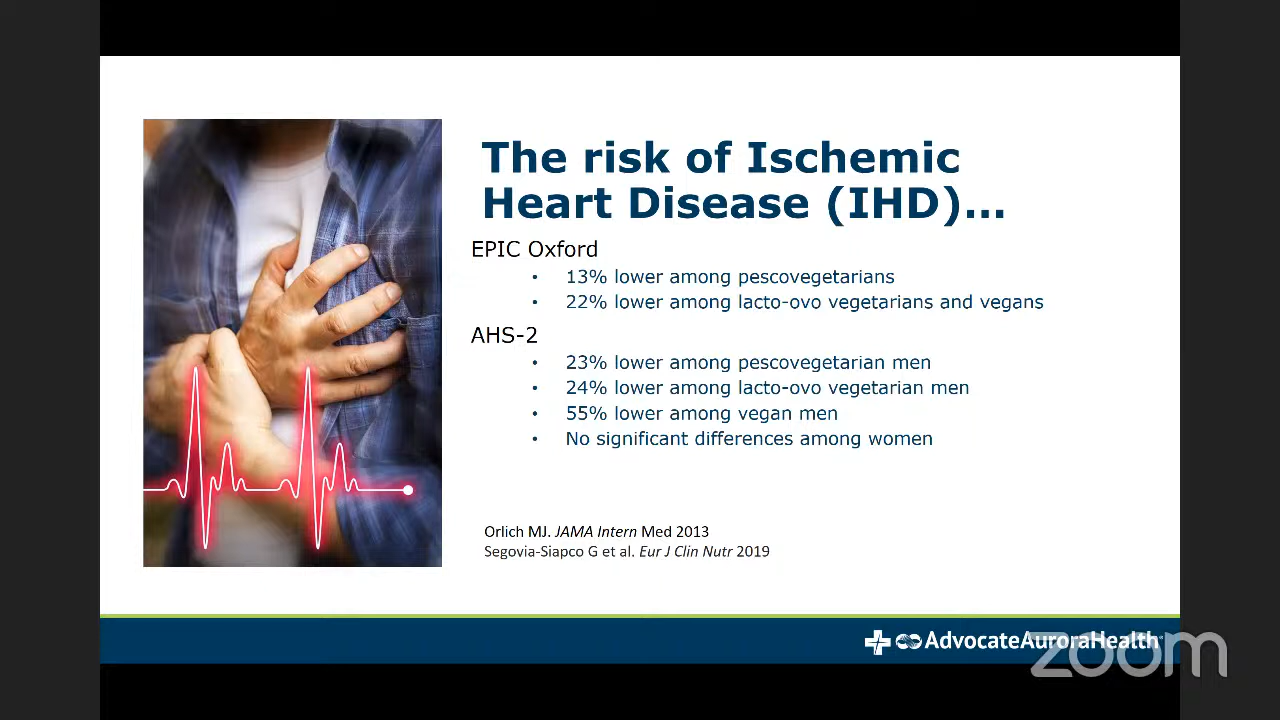 The risk of Ischemic
Heart Disease (IHD)...
EPIC Oxford
• 13% lower among pescovegetarians
• 22% lower among lacto-ovo vegetarians and vegans
AHS-2
• 23% lower among pescovegetarian men
• 24% lower among lacto-ovo vegetarian men
• 55% lower among vegan men
• No significant differences among women
Orlich MJ. JAMA Intern Med 2013
Segovia-Siapco G et al. Eur J Clin Nutr 2019
AdvocateAuroraHealth
zoom